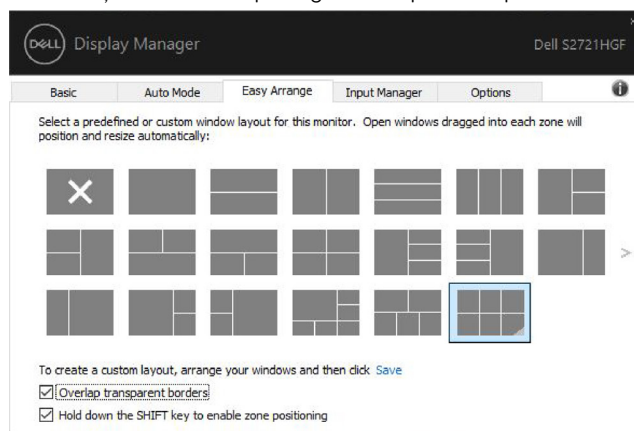 DELL Display Manager
Dell S2721HGF
Basic
Auto Mode
Easy Arrange
Input Manager
Options
Select a predefined or custom window layout for this monitor. Open windows dragged into each zone will
position and resize automatically:
>
To create a custom layout, arrange your windows and then click Save
Overlap transparent borders
Hold down the SHIFT key to enable zone positioning